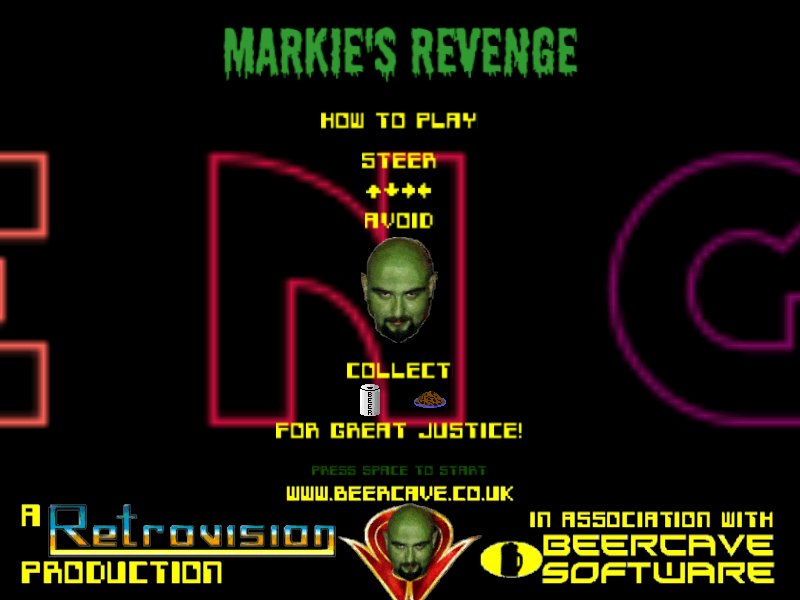 MARKIE'S REVENGE
HOW TO PLAY
STEER
↑↓→←
AVOID
E N G
COLLECT
BEER
FOR GREAT JUSTICE!
PRESS SPACE TO START
WWW.BEERCAVE.CO.UK
A Retrovision
PRODUCTION
IN ASSOCIATION WITH
BEERCAVE
SOFTWARE